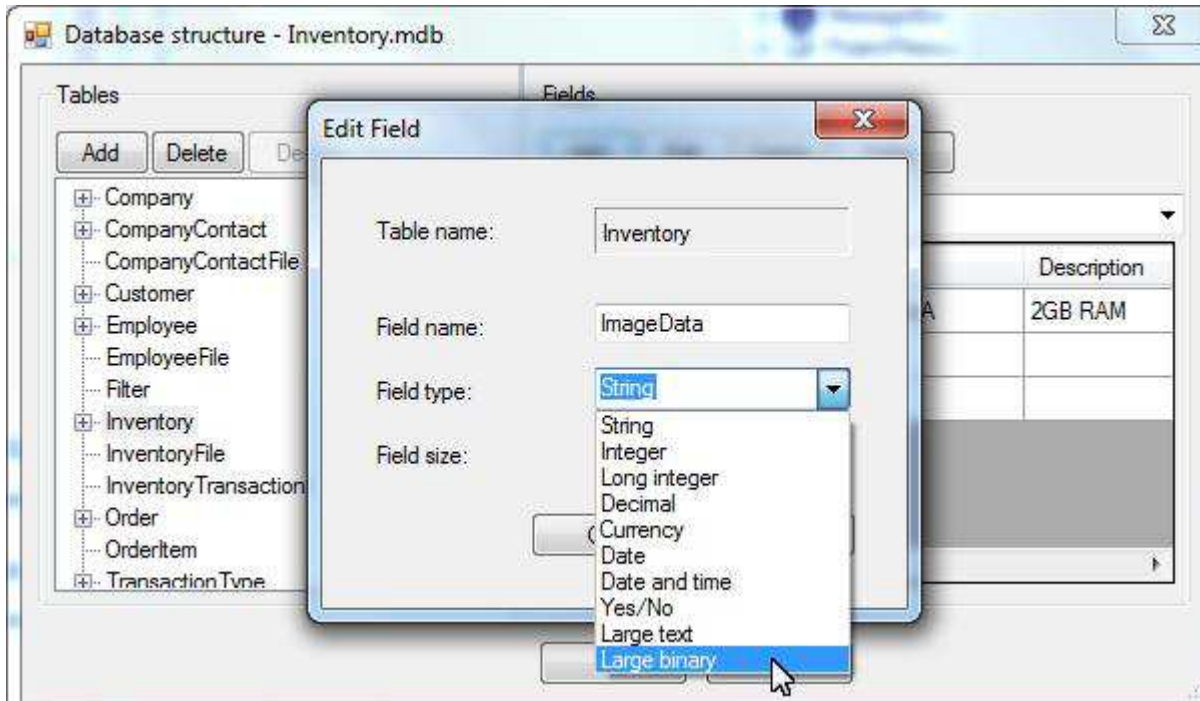 Database structure - Inventory.mdb
Tables
Fields
Add Delete De
Company
CompanyContact
CompanyContactFile
Customer
Employee
EmployeeFile
Filter
Inventory
InventoryFile
InventoryTransaction
Order
OrderItem
TransactionType
Edit Field
Table name: Inventory
Field name: ImageData
Field type: String
Field size:
String
Integer
Long integer
Decimal
Currency
Date
Date and time
Yes/No
Large text
Large binary
Description
A 2GB RAM